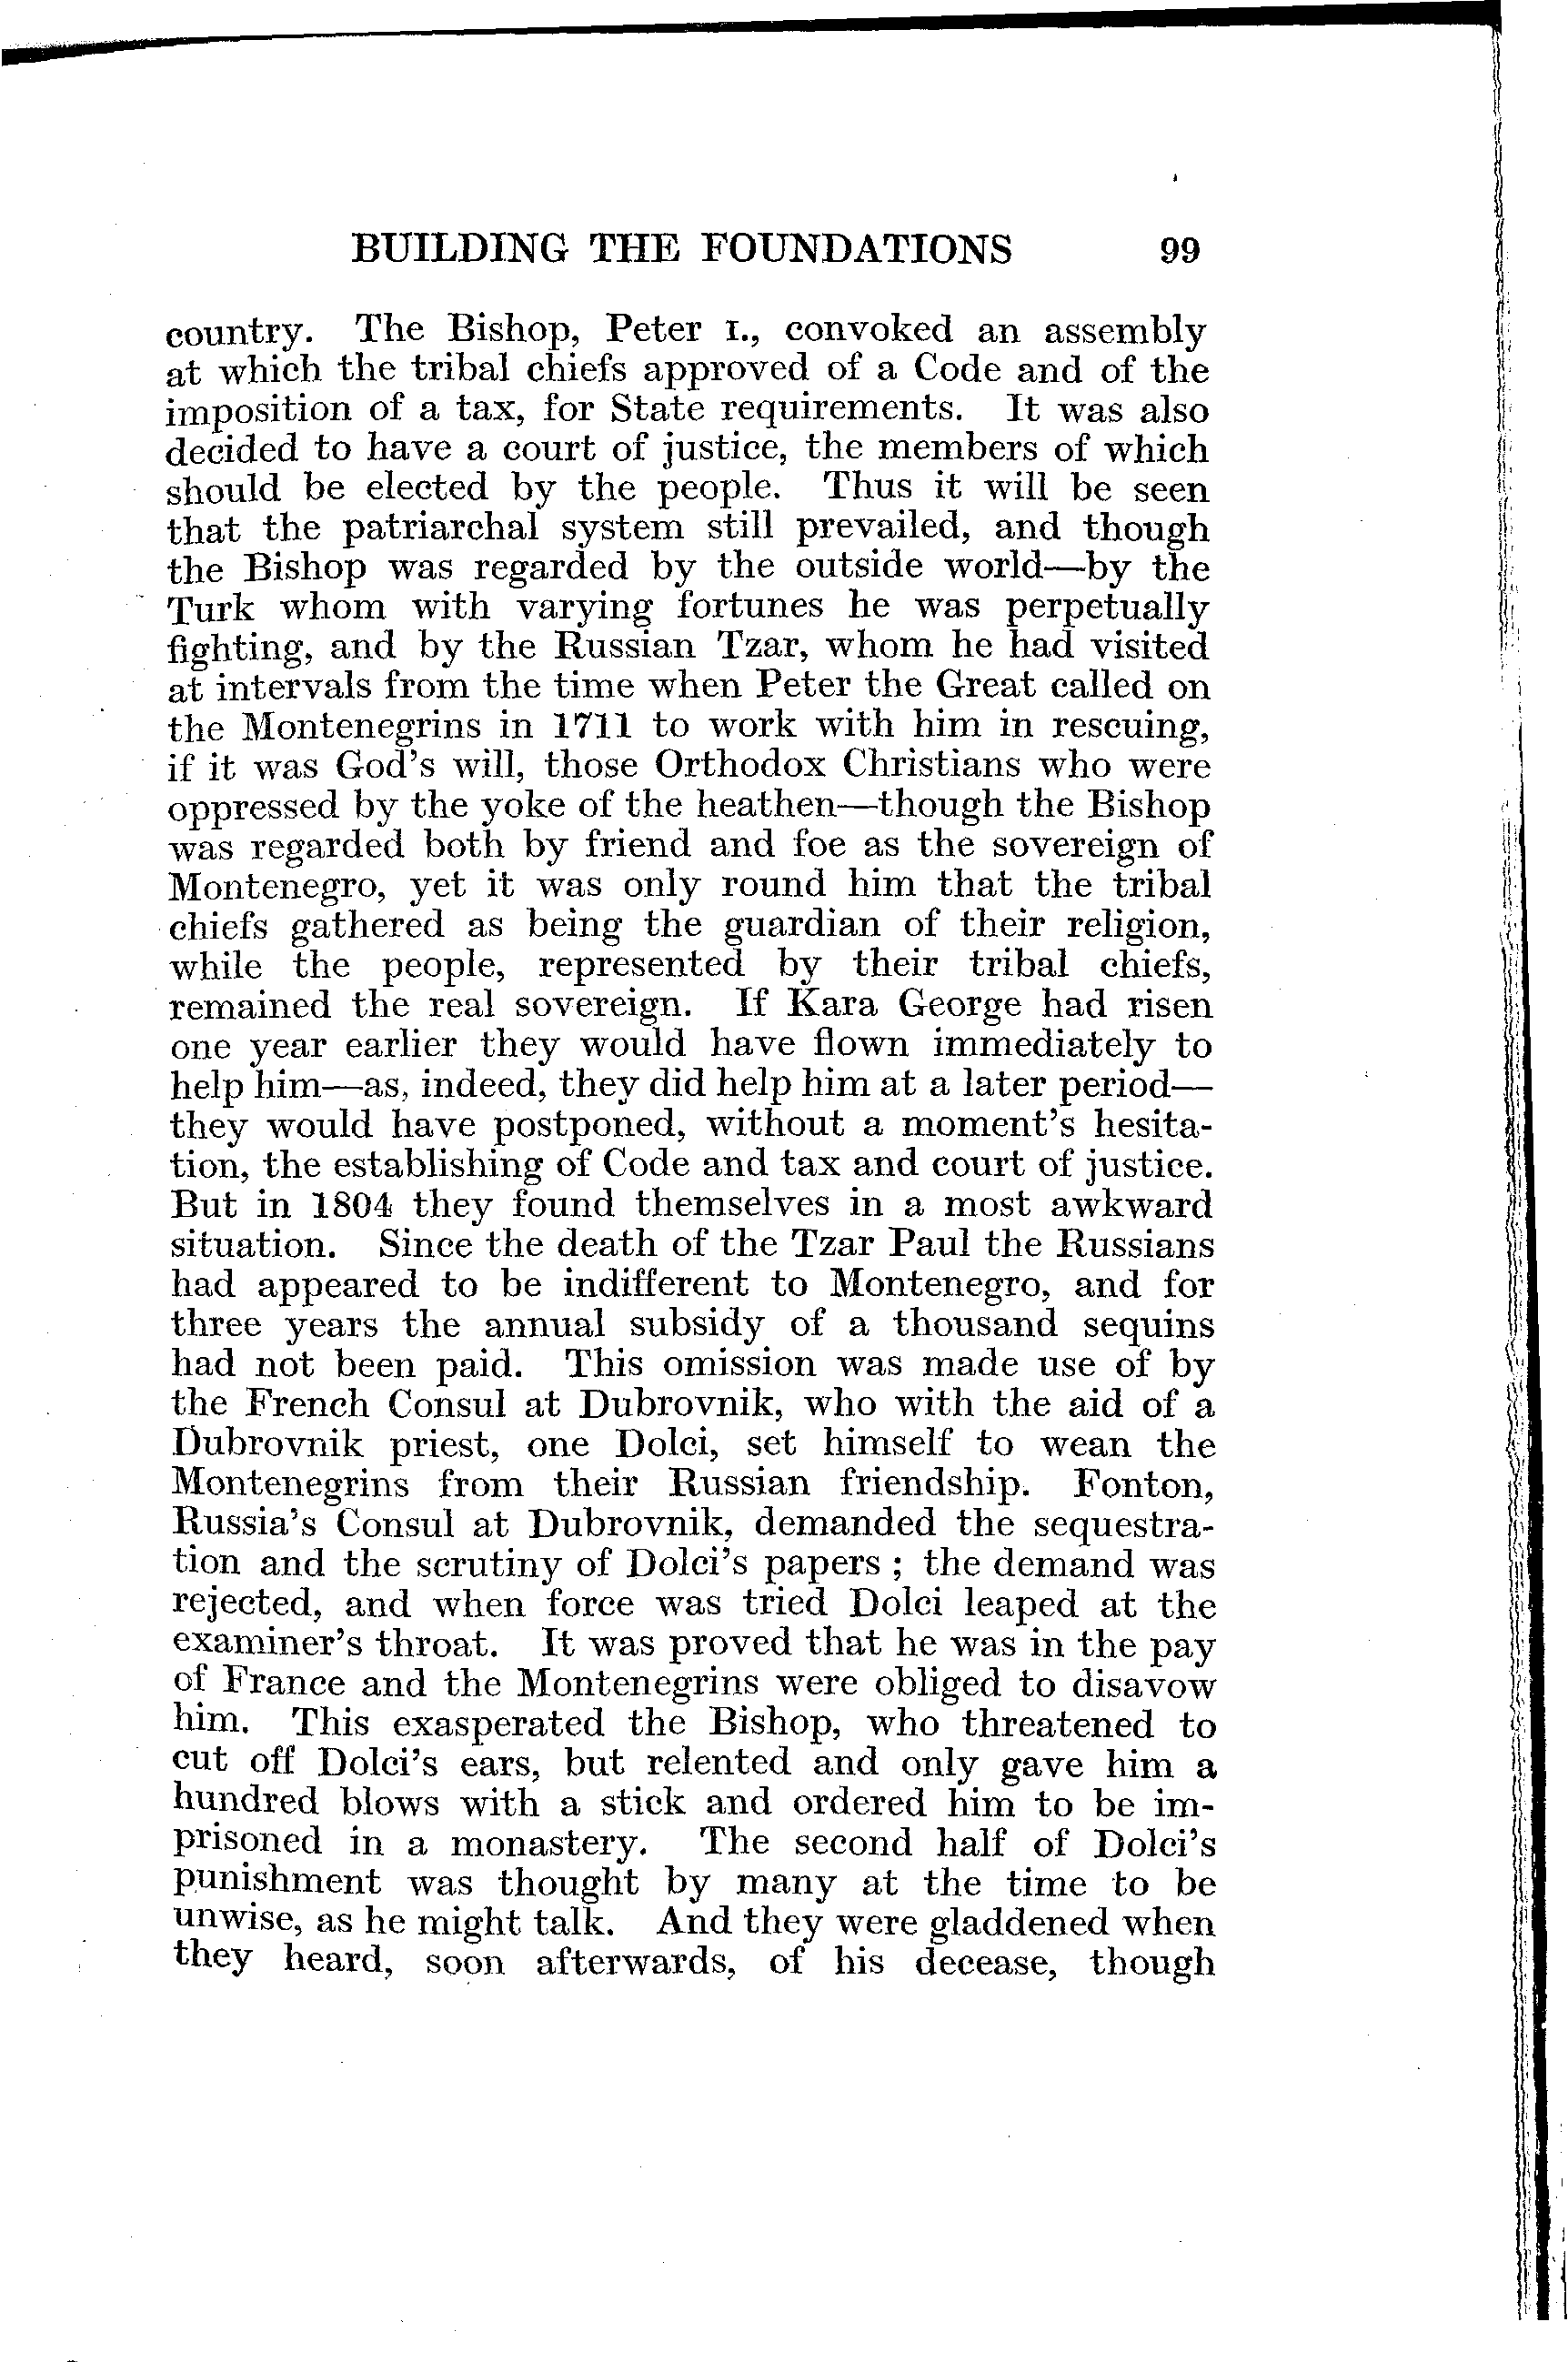 BUILDING THE FOUNDATIONS 99
country. The Bishop, Peter I., convoked an assembly
at which the tribal chiefs approved of a Code and of the
imposition of a tax, for State requirements. It was also
decided to have a court of justice, the members of which
should be elected by the people. Thus it will be seen
that the patriarchal system still prevailed, and though
the Bishop was regarded by the outside world—by the
Turk whom with varying fortunes he was perpetually
fighting, and by the Russian Tzar, whom he had visited
at intervals from the time when Peter the Great called on
the Montenegrins in 1711 to work with him in rescuing,
if it was God's will, those Orthodox Christians who were
oppressed by the yoke of the heathen—though the Bishop
was regarded both by friend and foe as the sovereign of
Montenegro, yet it was only round him that the tribal
chiefs gathered as being the guardian of their religion,
while the people, represented by their tribal chiefs,
remained the real sovereign. If Kara George had risen
one year earlier they would have flown immediately to
help him—as, indeed, they did help him at a later period—
they would have postponed, without a moment's hesita-
tion, the establishing of Code and tax and court of justice.
But in 1804 they found themselves in a most awkward
situation. Since the death of the Tzar Paul the Russians
had appeared to be indifferent to Montenegro, and for
three years the annual subsidy of a thousand sequins
had not been paid. This omission was made use of by
the French Consul at Dubrovnik, who with the aid of a
Dubrovnik priest, one Dolci, set himself to wean the
Montenegrins from their Russian friendship. Fonton,
Russia's Consul at Dubrovnik, demanded the sequestra-
tion and the scrutiny of Dolci's papers ; the demand was
rejected, and when force was tried Dolci leaped at the
examiner's throat. It was proved that he was in the pay
of France and the Montenegrins were obliged to disavow
him. This exasperated the Bishop, who threatened to
cut off Dolci's ears, but relented and only gave him a
hundred blows with a stick and ordered him to be im-
prisoned in a monastery. The second half of Dolci's
punishment was thought by many at the time to be
unwise, as he might talk. And they were gladdened when
they heard, soon afterwards, of his decease, though